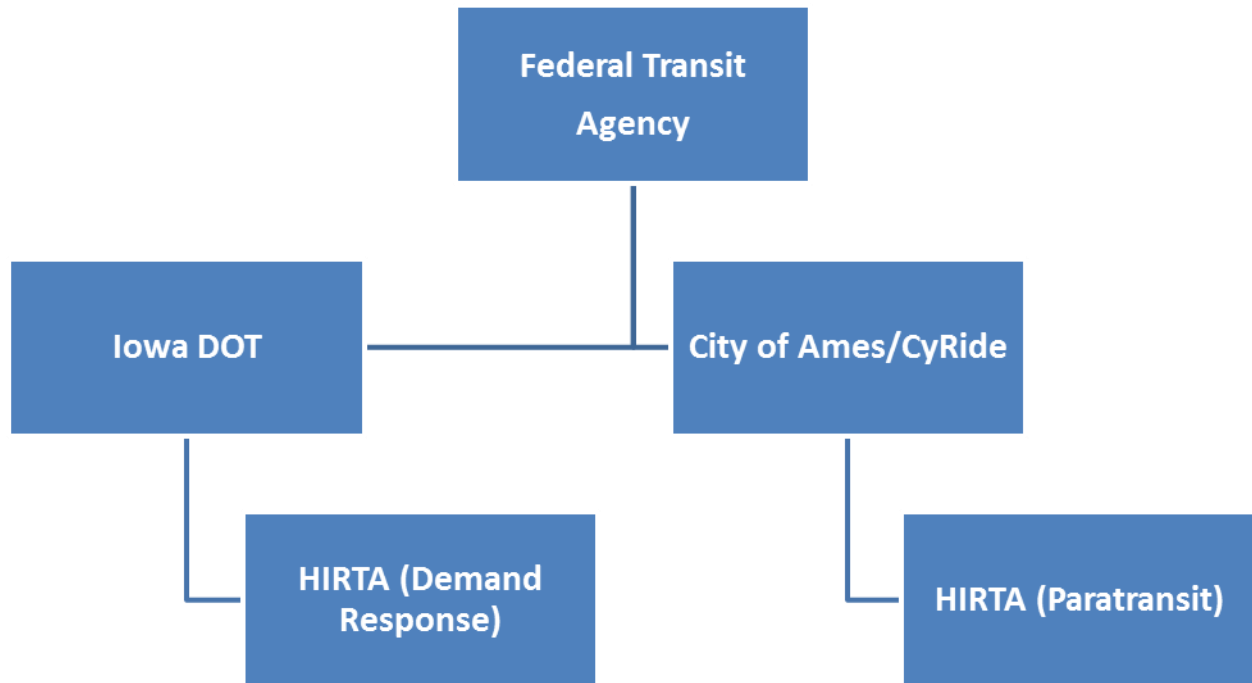 Federal Transit
Agency
Iowa DOT
City of Ames/CyRide
HIRTA (Demand
Response)
HIRTA (Paratransit)